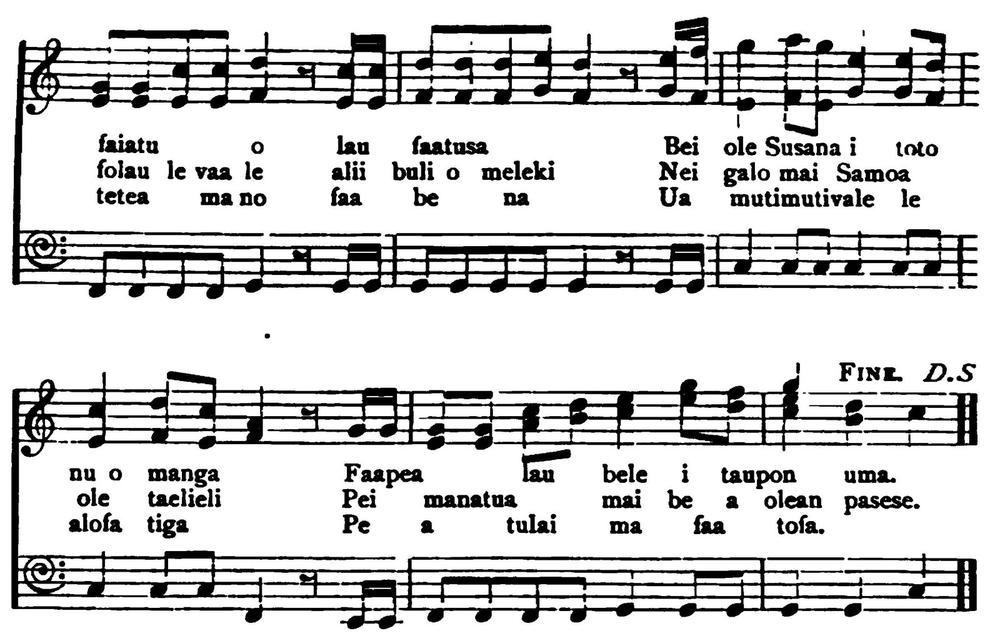 faiatu o lau faatusa Bei ole Susana i toto
folau le vaa le alii buli o meleki Nei galo mai Samoa
tetea ma no faa be na Ua mutimutivale le
FINE. D.S
nu o manga Faapea lau bele i taupon uma.
ole taelieli Pei manatua mai be a olean pasese.
alofa tiga Pe a tulai ma faa tofa.